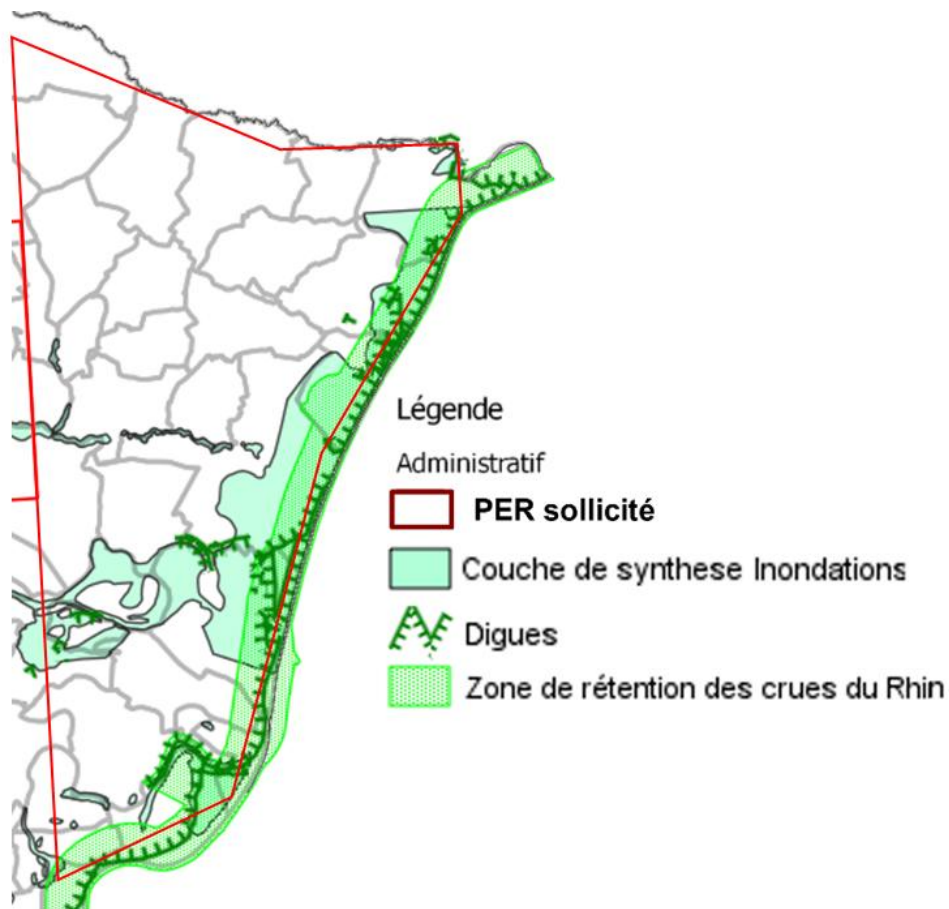 Légende
Administratif
PER sollicité
Couche de synthese Inondations
Digues
Zone de rétention des crues du Rhin